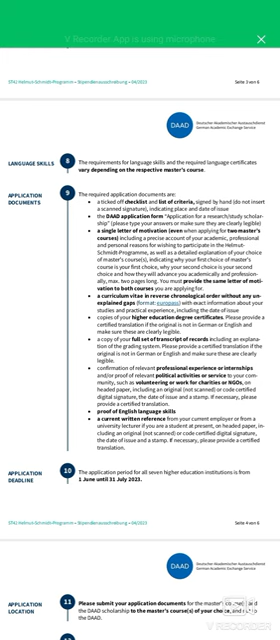 V Recorder App is using microphone
ST42 Helmut-Schmidt-Programm • Stipendienausschreibung • 04/2023 Seite 3 von 6
DAAD
Deutscher Akademischer Austauschdienst
German Academic Exchange Service
LANGUAGE SKILLS 8 The requirements for language skills and the required language certificates
vary depending on the respective master's course.
APPLICATION DOCUMENTS 9 The required application documents are:
• a ticked off checklist and list of criteria, signed by hand (do not insert
a scanned signature), indicating place and date of issue
• the DAAD application form "Application for a research/study scholar-
ship" (please type your answers or make sure they are clearly legible)
• a single letter of motivation (even when applying for two master's
courses) including a precise account of your academic, professional
and personal reasons for wishing to participate in the Helmut-
Schmidt-Programme, as well as a detailed explanation of your choice
of master's course(s), indicating why your first choice of master's
course is your first choice, why your second choice is your second
choice and how they will advance you academically and profession-
ally, max. two pages long. You must provide the same letter of moti-
vation to both courses you are applying for.
• a curriculum vitae in reverse chronological order without any un-
explained gaps (format europass) with exact information about your
studies and practical experience, including the date of issue
• copies of your higher education degree certificates. Please provide a
certified translation if the original is not in German or English and
make sure these are clearly legible.
• a copy of your full set of transcript of records including an explana-
tion of the grading system. Please provide a certified translation if the
original is not in German or English and make sure these are clearly
legible.
• confirmation of relevant professional experience or internships
and/or proof of relevant political activities or service to your com-
munity, such as volunteering or work for charities or NGOs, on
headed paper, including an original (not scanned) or code certified
digital signature, the date of issue and a stamp. If necessary, please
provide a certified translation.
• proof of English language skills
• a current written reference from your current employer or from a
university lecturer if you are a student at present, on headed paper, in-
cluding an original (not scanned) or code certified digital signature,
the date of issue and a stamp. If necessary, please provide a certified
translation.
APPLICATION DEADLINE 10 The application period for all seven higher education institutions is from
1 June until 31 July 2023.
ST42 Helmut-Schmidt-Programm • Stipendienausschreibung • 04/2023 Seite 4 von 6
DAAD
Deutscher Akademischer Austauschdienst
German Academic Exchange Service
APPLICATION LOCATION 11 Please submit your application documents for the master's course(s) and
the DAAD scholarship to the master's course(s) of your choice, and to
the DAAD.
V RECORDER